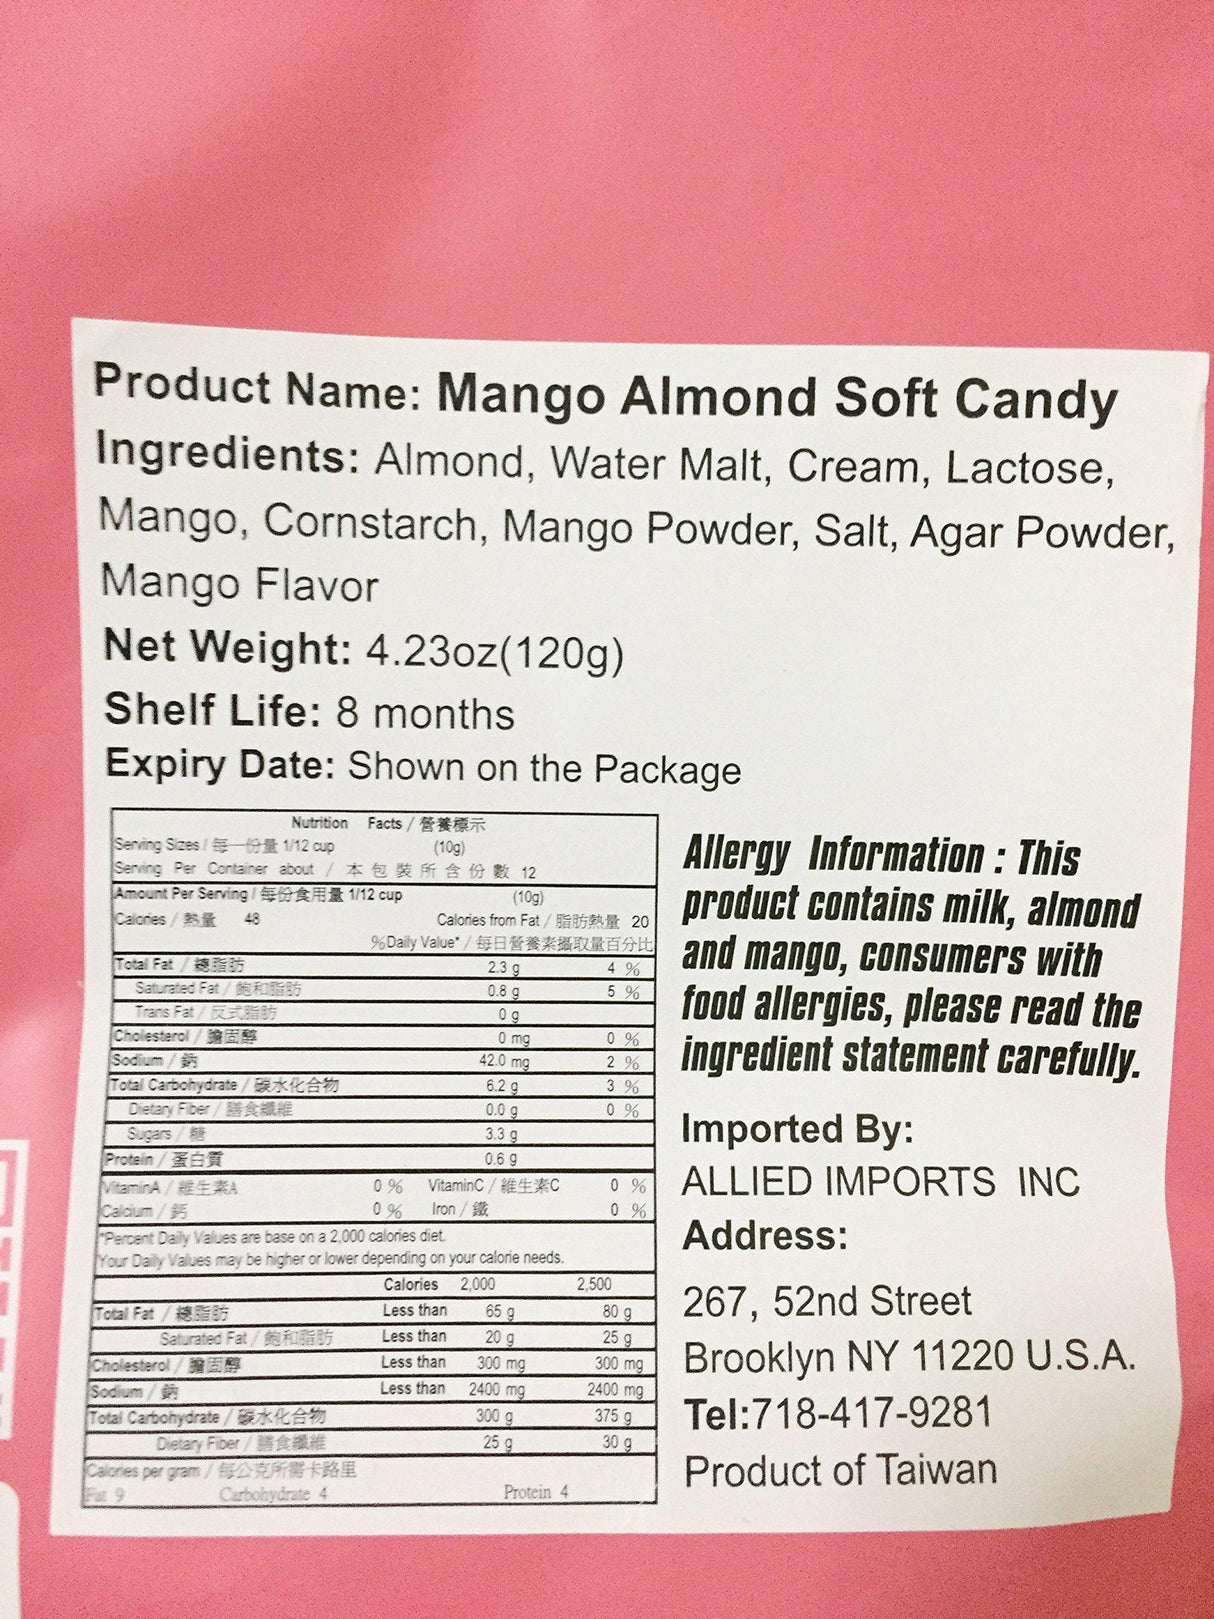 Product Name: Mango Almond Soft Candy
Ingredients: Almond, Water Malt, Cream, Lactose,
Mango, Cornstarch, Mango Powder, Salt, Agar Powder,
Mango Flavor
Net Weight: 4.23oz(120g)
Shelf Life: 8 months
Expiry Date: Shown on the Package
Nutrition Facts / 營養標示
Serving Sizes / 每一份量 1/12 cup (10g)
Serving Per Container about / 本包裝所含份數 12
Amount Per Serving / 每份食用量 1/12 cup (10g)
Calories / 熱量 48 Calories from Fat / 脂肪熱量 20
%Daily Value* / 每日營養素攝取量百分比
Total Fat / 總脂肪 2.3 g 4 %
Saturated Fat / 飽和脂肪 0.8 g 5 %
Trans Fat / 反式脂肪 0 g
Cholesterol / 膽固醇 0 mg 0 %
Sodium / 鈉 42.0 mg 2 %
Total Carbohydrate / 碳水化合物 6.2 g 3 %
Dietary Fiber / 膳食纖維 0.0 g 0 %
Sugars / 糖 3.3 g
Protein / 蛋白質 0.6 g
VitaminA / 維生素A 0 % VitaminC / 維生素C 0 %
Calcium / 鈣 0 % Iron / 鐵 0 %
*Percent Daily Values are base on a 2,000 calories diet.
Your Daily Values may be higher or lower depending on your calorie needs.
Calories 2,000 2,500
Total Fat / 總脂肪 Less than 65 g 80 g
Saturated Fat / 飽和脂肪 Less than 20 g 25 g
Cholesterol / 膽固醇 Less than 300 mg 300 mg
Sodium / 鈉 Less than 2400 mg 2400 mg
Total Carbohydrate / 碳水化合物 300 g 375 g
Dietary Fiber / 膳食纖維 25 g 30 g
Calories per gram / 每公克所需卡路里
Fat 9 Carbohydrate 4 Protein 4
Allergy Information : This
product contains milk, almond
and mango, consumers with
food allergies, please read the
ingredient statement carefully.
Imported By:
ALLIED IMPORTS INC
Address:
267, 52nd Street
Brooklyn NY 11220 U.S.A.
Tel:718-417-9281
Product of Taiwan